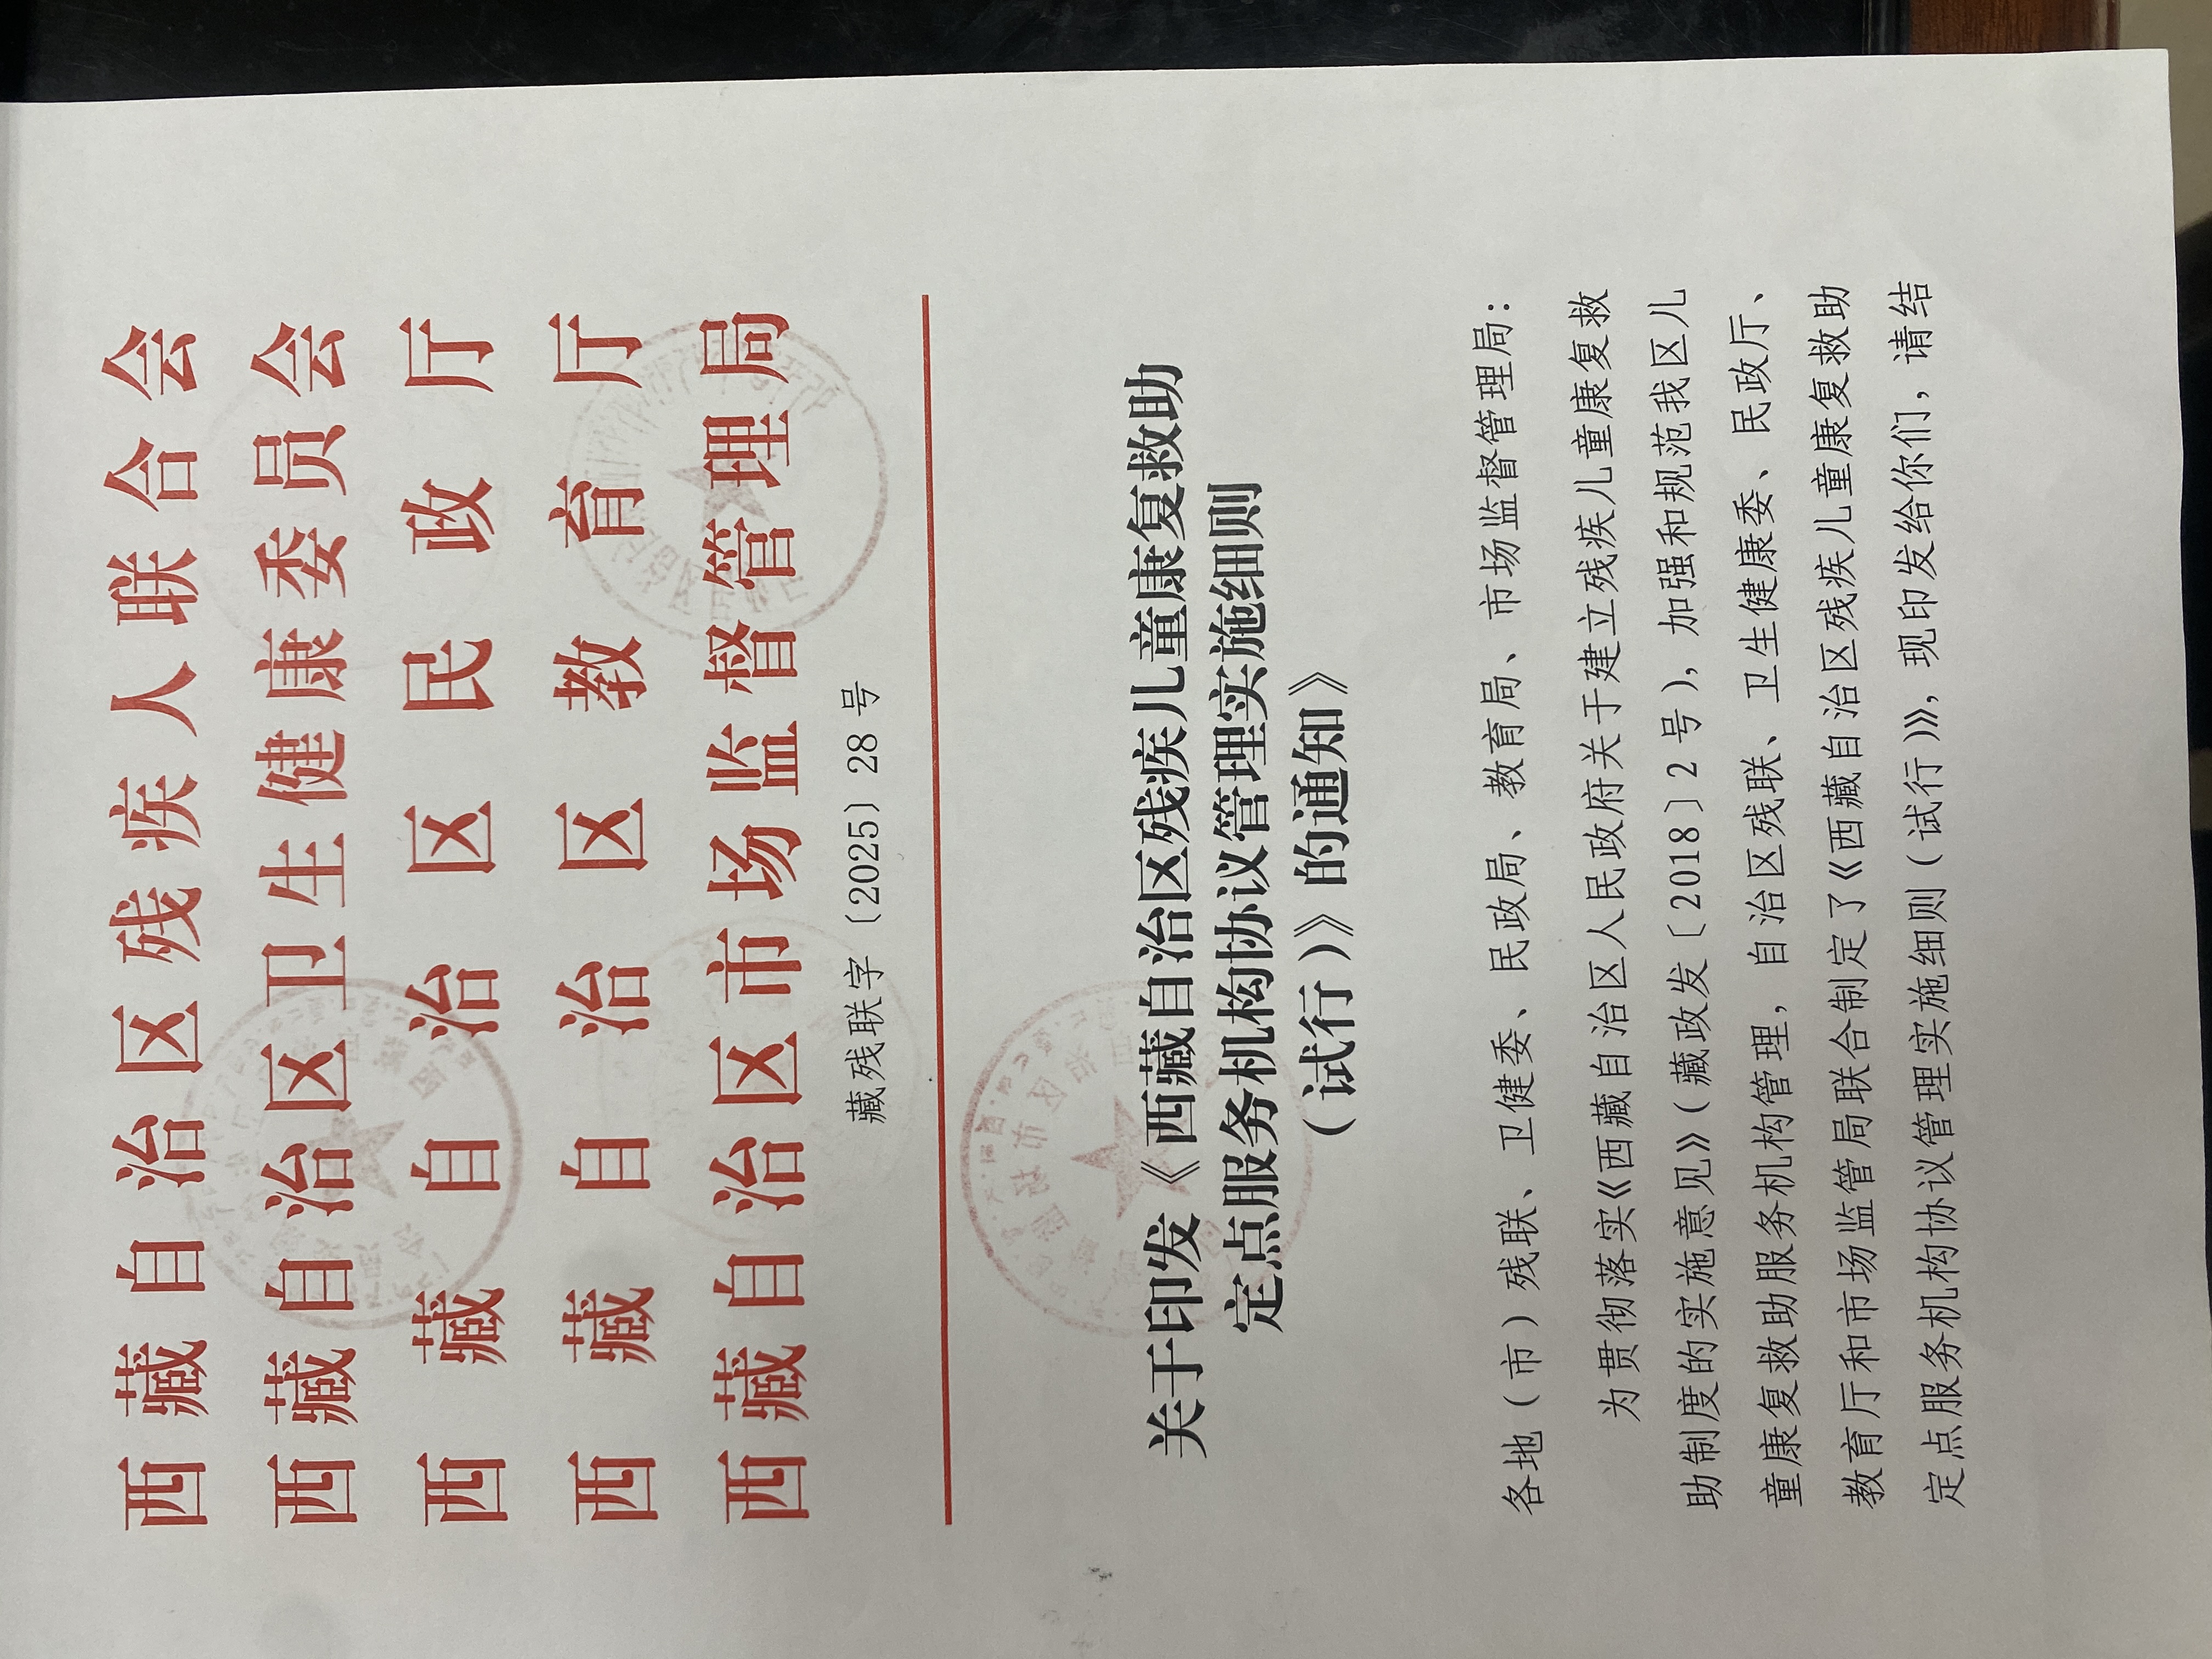 西藏自治区残疾人联合会
西藏自治区卫生健康委员会
西藏自治区民政厅
西藏自治区教育厅
西藏自治区市场监督管理局
藏残联字〔2025〕28号
关于印发《西藏自治区残疾儿童康复救助
定点服务机构协议管理实施细则
（试行）》的通知》
各地（市）残联、卫健委、民政局、教育局、市场监督管理局：
为贯彻落实《西藏自治区人民政府关于建立残疾儿童康复救
助制度的实施意见》（藏政发〔2018〕2号），加强和规范我区儿
童康复救助服务机构管理，自治区残联、卫生健康委、民政厅、
教育厅和市场监管局联合制定了《西藏自治区残疾儿童康复救助
定点服务机构协议管理实施细则（试行）》，现印发给你们，请结